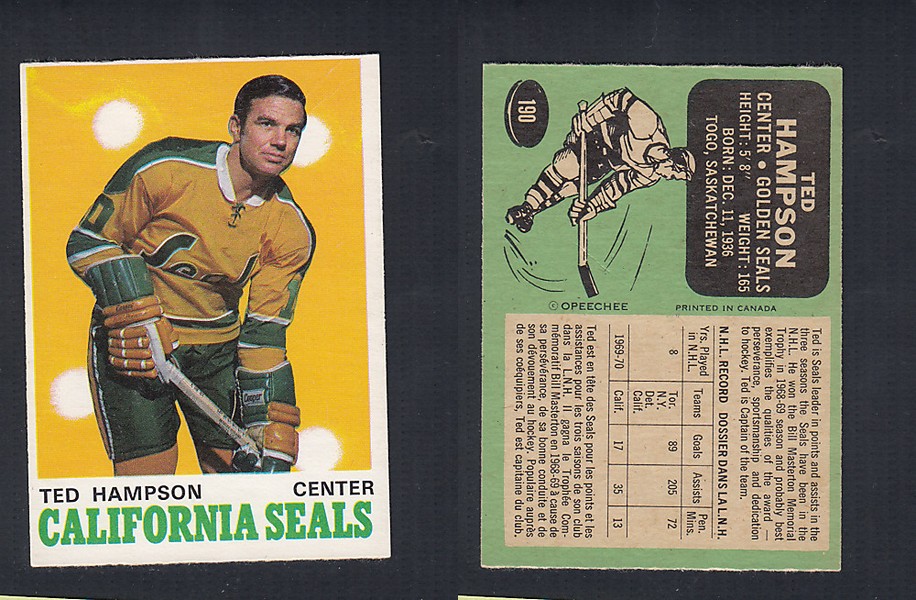 Seals
10
Cooper
Cooper
TED HAMPSON CENTER
CALIFORNIA SEALS
190
TED
HAMPSON
CENTER • GOLDEN SEALS
HEIGHT: 5' 8" WEIGHT: 165
BORN: DEC. 11, 1936
TOGO, SASKATCHEWAN
© OPEECHEE PRINTED IN CANADA
Ted is Seals leader in points and assists in the
three seasons the Seals have been in the
N.H.L. He won the Bill Masterton Memorial
Trophy in 1968-69 season and probably best
exemplifies the qualities of the award —
perseverance, sportsmanship and dedication
to hockey. Ted is Captain of the team.
N.H.L. RECORD DOSSIER DANS LA L.N.H.
Yrs. Played in N.H.L. Teams Goals Assists Pen. Mins.
8 Tor. N.Y. Det. Calif. 89 205 72
1969-70 Calif. 17 35 13
Ted est en tête des Seals pour les points et les
assistances pour les trois saisons de son club
dans la L.N.H. Il gagna le Trophée Com-
mémoratif Bill Masterton en 1968-69 à cause de
sa persévérance, de sa bonne conduite et de
son dévouement au hockey. Populaire auprès
de ses coéquipiers, Ted est capitaine du club.